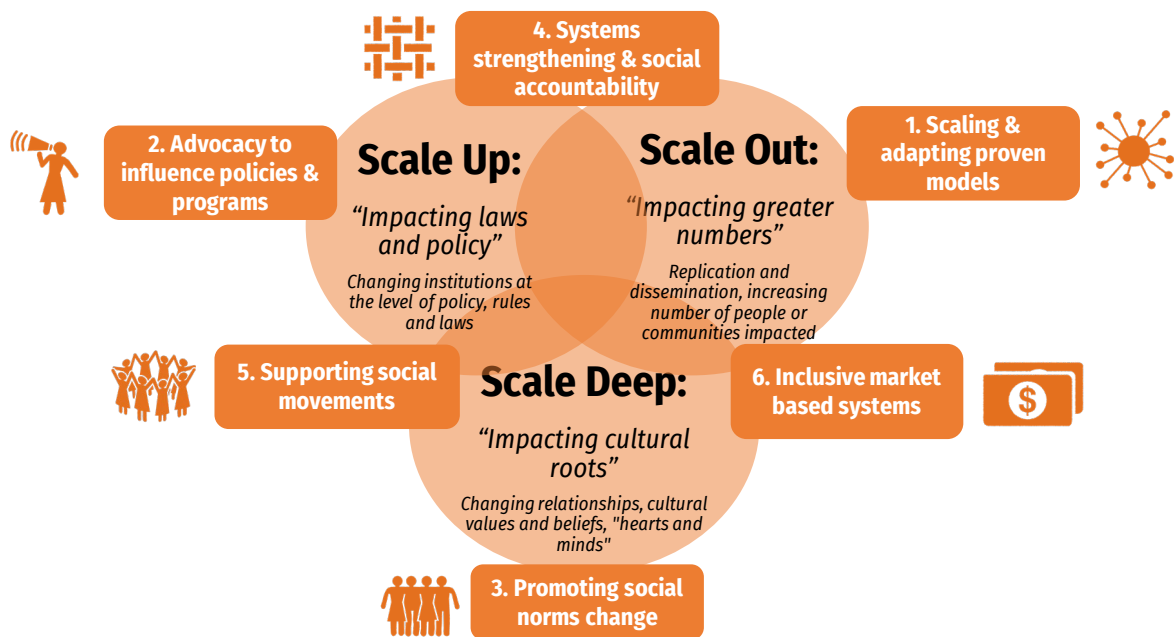 4. Systems
strengthening & social
accountability
2. Advocacy to
influence policies &
programs
1. Scaling &
adapting proven
models
Scale Up:
“Impacting laws
and policy”
Changing institutions at
the level of policy, rules
and laws
Scale Out:
“Impacting greater
numbers”
Replication and
dissemination, increasing
number of people or
communities impacted
5. Supporting social
movements
6. Inclusive market
based systems
$
Scale Deep:
“Impacting cultural
roots”
Changing relationships, cultural
values and beliefs, "hearts and
minds"
3. Promoting social
norms change